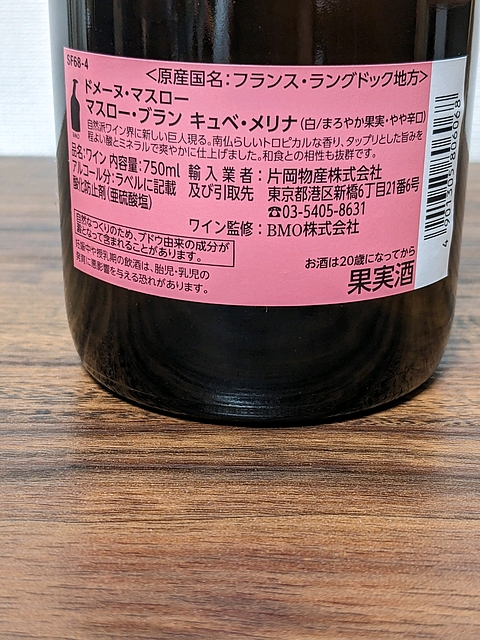 SF68-4
<原産国名：フランス・ラングドック地方>
ドメーヌ・マスロー
マスロー・ブラン キュベ・メリナ（白/まろやか果実・やや辛口）
自然派ワイン界に新しい巨人現る。南仏らしいトロピカルな香り、タップリとした旨みを
程よい酸とミネラルで爽やかに仕上げました。和食との相性も抜群です。
品名：ワイン 内容量：750ml
アルコール分：ラベルに記載
酸化防止剤（亜硫酸塩）
輸入業者：片岡物産株式会社
及び引取先 東京都港区新橋6丁目21番6号
☎03-5405-8631
ワイン監修：BMO株式会社
自然なつくりのため、ブドウ由来の成分が
澱となって含まれることがあります。
妊娠中や授乳期の飲酒は、胎児・乳児の
発育に悪影響を与える恐れがあります。
お酒は20歳になってから
果実酒